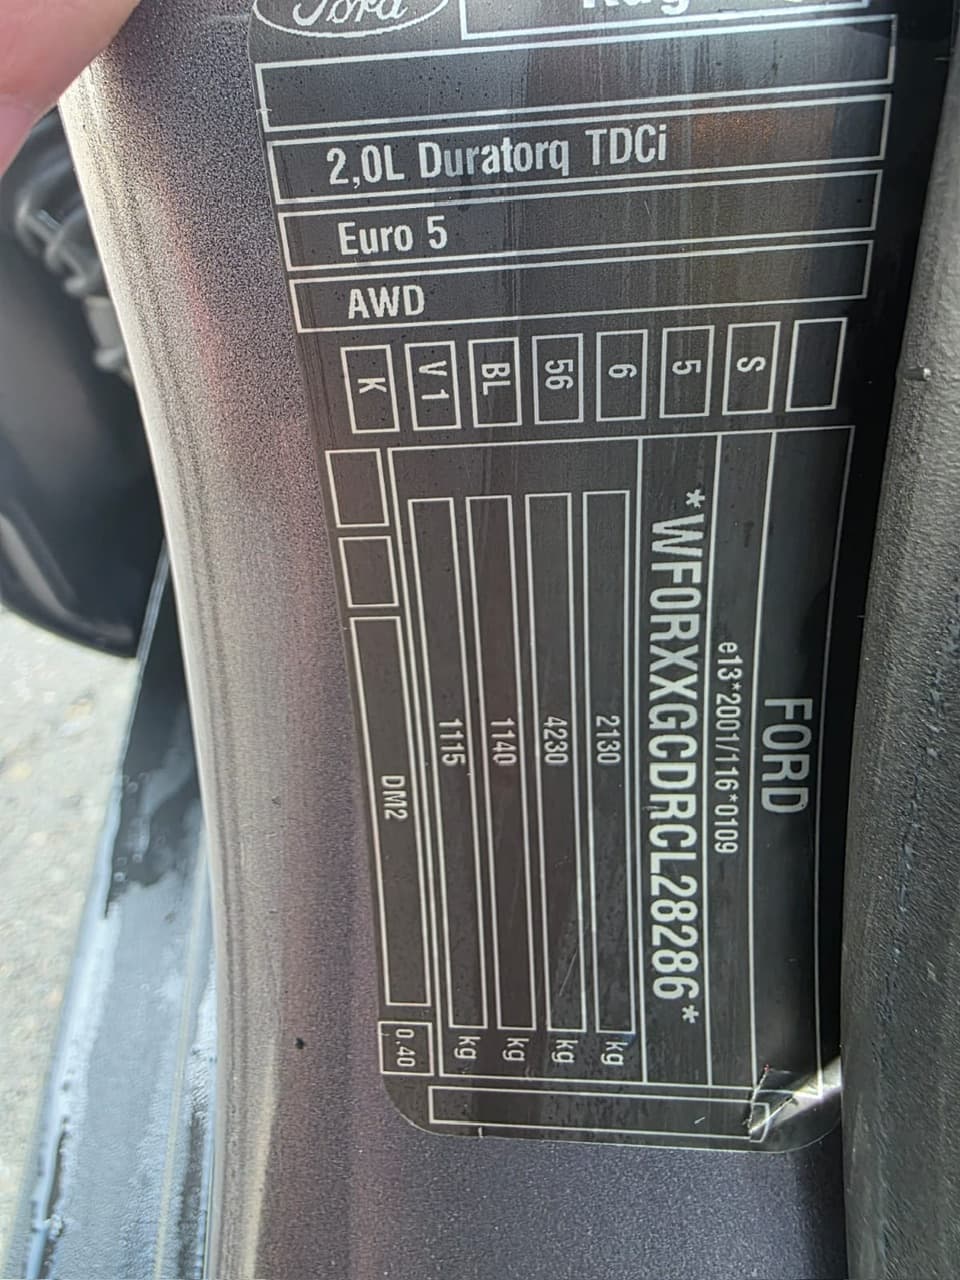 Ford
2,0L Duratorq TDCi
Euro 5
AWD
K
V 1
BL
56
6
5
S
FORD
e13*2001/116*0109
*WF0RXXGCDRCL28286*
2130 kg
4230 kg
1140 kg
1115 kg
DM2 0.40